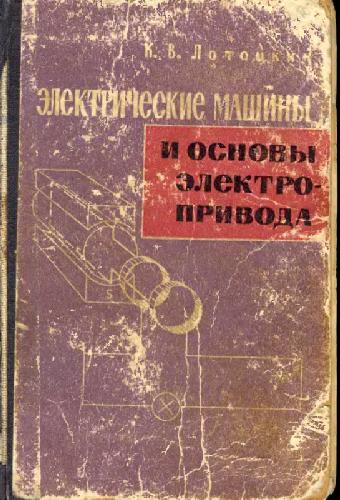 К. В. Лотоцкий
ЭЛЕКТРИЧЕСКИЕ МАШИНЫ
И ОСНОВЫ
ЭЛЕКТРО-
ПРИВОДА
S